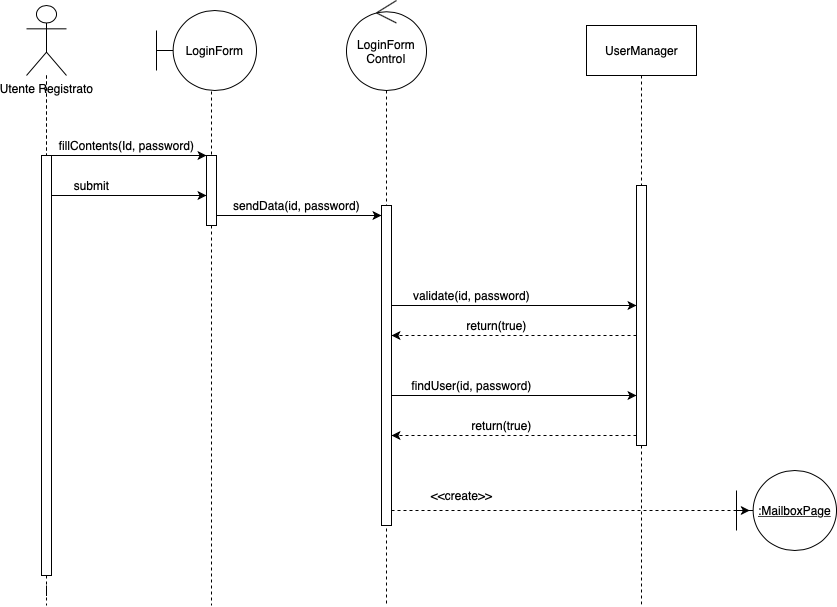 LoginForm
LoginForm
Control
UserManager
Utente Registrato
fillContents(Id, password)
submit
sendData(id, password)
validate(id, password)
return(true)
findUser(id, password)
return(true)
<<create>>
:MailboxPage